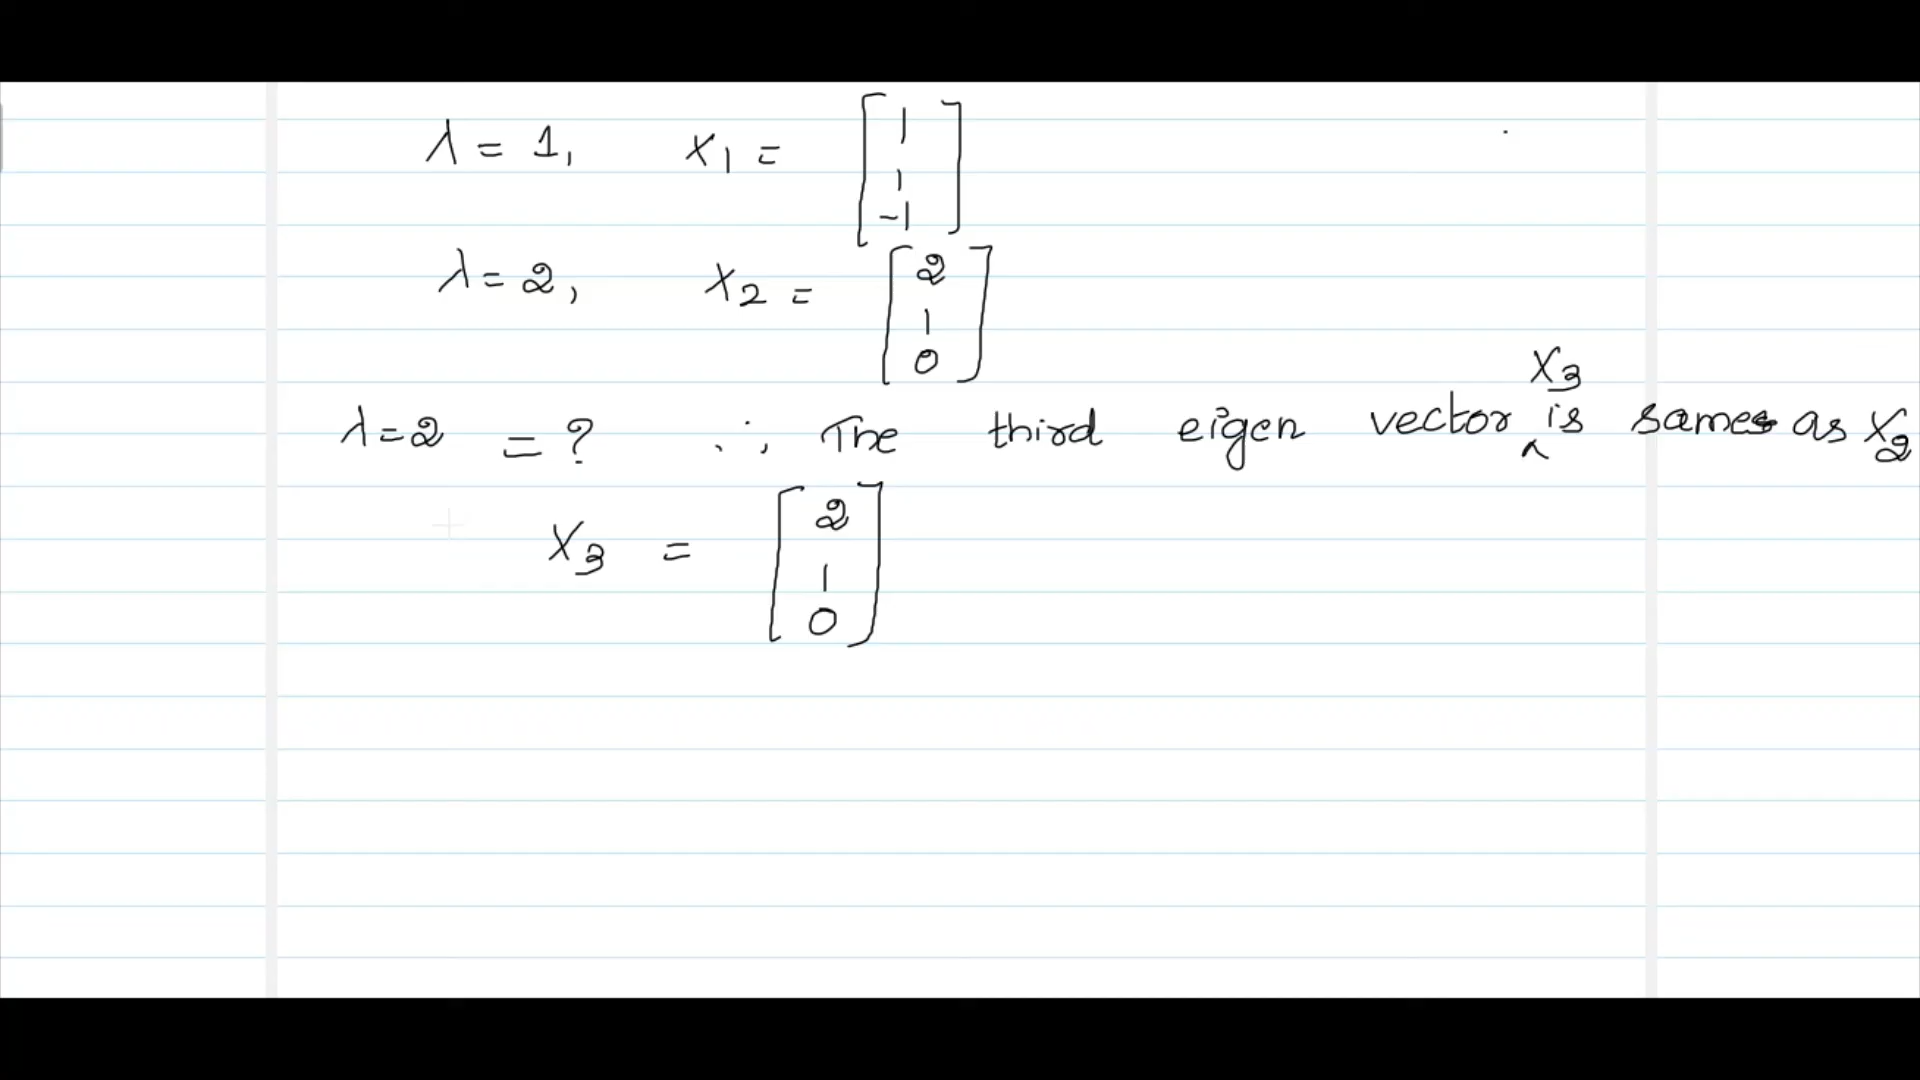 λ = 1, X1 = [1 1 -1]
λ = 2, X2 = [2 1 0]
X3
λ = 2 = ? ∴ The third eigen vector ^ is same as X2
X3 = [2 1 0]